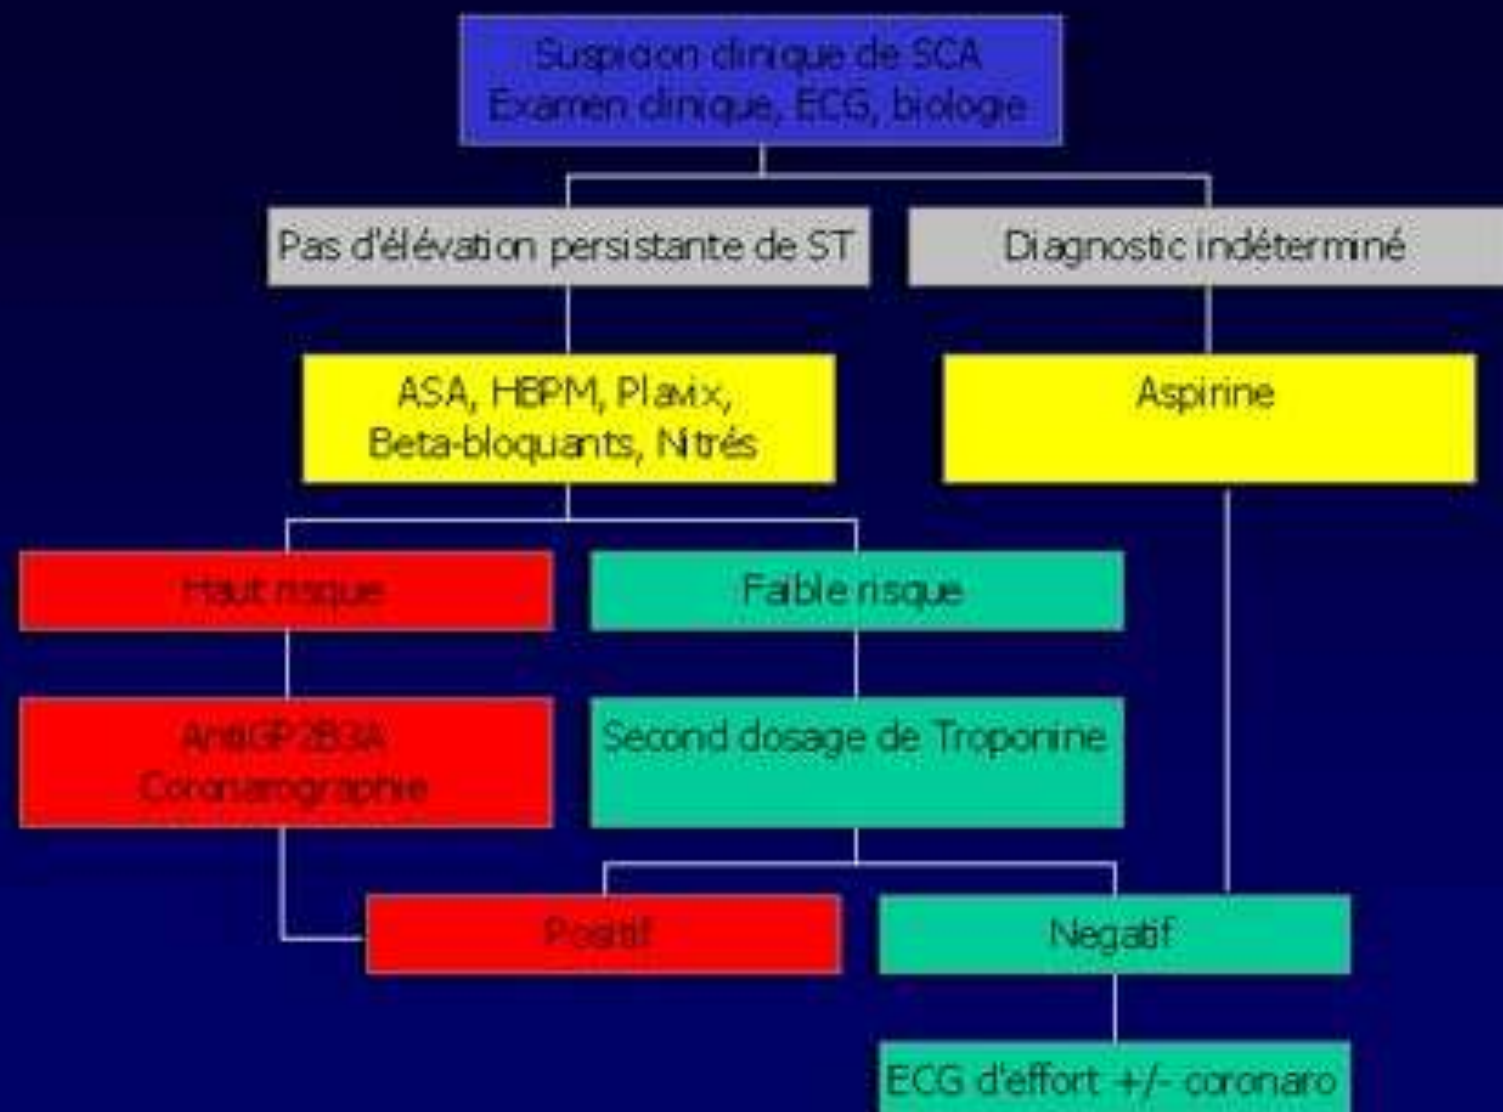 Suspicion clinique de SCA
Examen clinique, ECG, biologie
Pas d'élévation persistante de ST
Diagnostic indéterminé
ASA, HBPM, Plavix,
Beta-bloquants, Nitrés
Aspirine
Haut risque
Faible risque
AntiGP2B3A
Coronarographie
Second dosage de Troponine
Positif
Negatif
ECG d'effort +/- coronaro